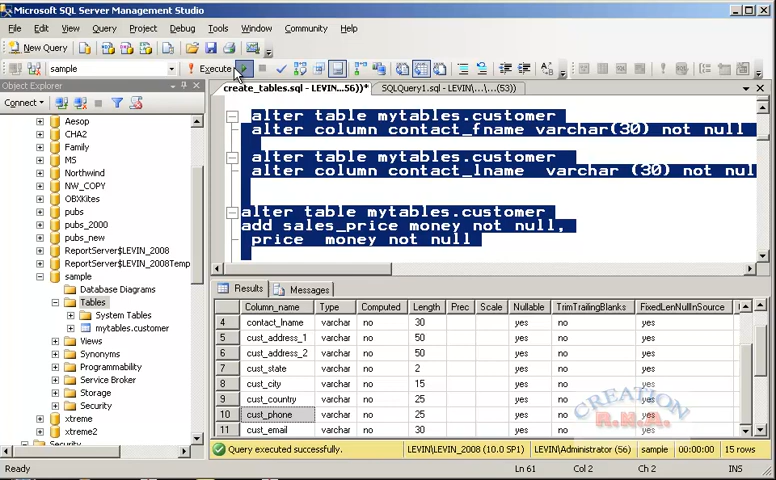 Microsoft SQL Server Management Studio
File Edit View Query Project Debug Tools Window Community Help
New Query
sample Execute
Object Explorer
Connect
Aesop
CHA2
Family
MS
Northwind
NW_COPY
OBXKites
pubs
pubs_2000
pubs_new
ReportServer$LEVIN_2008
ReportServer$LEVIN_2008Temp
sample
Database Diagrams
Tables
System Tables
mytables.customer
Views
Synonyms
Programmability
Service Broker
Storage
Security
xtreme
xtreme2
Security
create_tables.sql - LEVIN...56))* SQLQuery1.sql - LEVIN\...\...(53))
alter table mytables.customer
alter column contact_fname varchar(30) not null
alter table mytables.customer
alter column contact_lname varchar (30) not nul
alter table mytables.customer
add sales_price money not null,
price money not null
Results Messages
Column_name Type Computed Length Prec Scale Nullable TrimTrailingBlanks FixedLenNullInSource
4 contact_lname varchar no 30 yes no yes
5 cust_address_1 varchar no 50 yes no yes
6 cust_address_2 varchar no 50 yes no yes
7 cust_state varchar no 2 yes no yes
8 cust_city varchar no 15 yes no yes
9 cust_country varchar no 25 yes no yes
10 cust_phone varchar no 25 yes no yes
11 cust_email varchar no 30 yes no yes
CREATION
R.N.A.
Query executed successfully. LEVIN\LEVIN_2008 (10.0 SP1) LEVIN\Administrator (56) sample 00:00:00 15 rows
Ready Ln 61 Col 2 Ch 2 INS